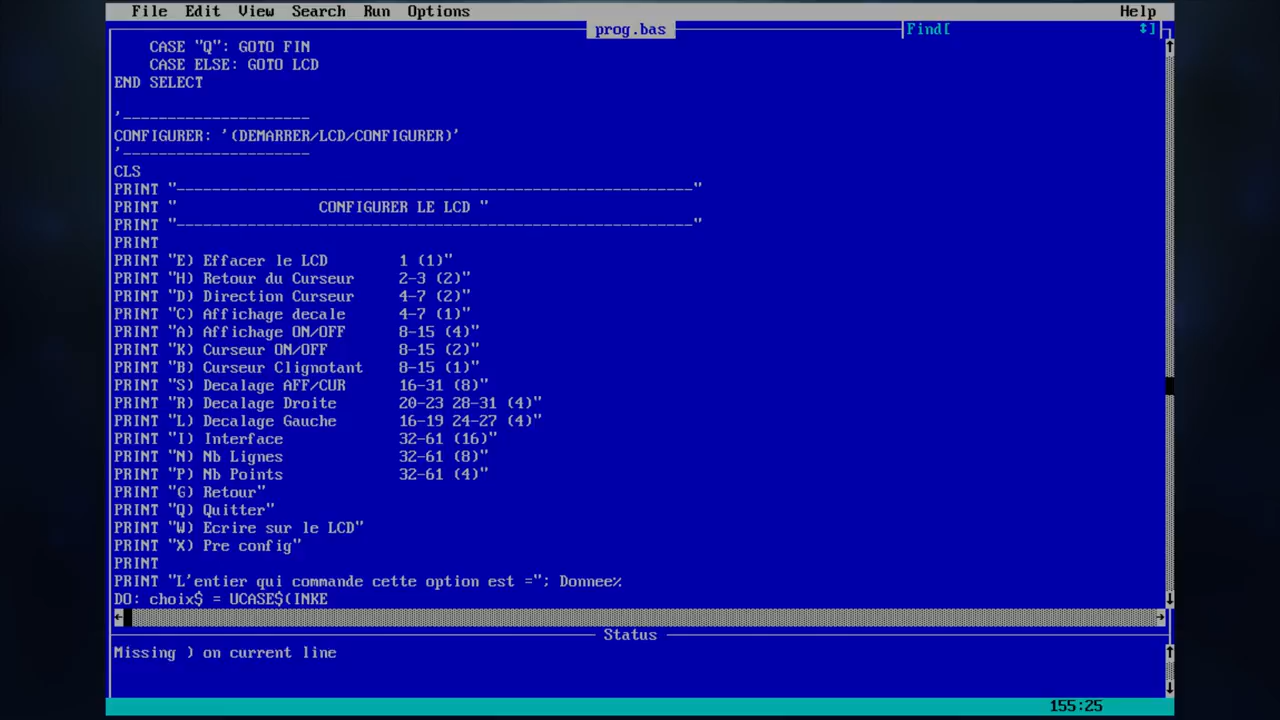 File Edit View Search Run Options Help
prog.bas
Find[ ↕]
CASE "Q": GOTO FIN
CASE ELSE: GOTO LCD
END SELECT
'---------------------
CONFIGURER: '(DEMARRER/LCD/CONFIGURER)'
'---------------------
CLS
PRINT "----------------------------------------------------------"
PRINT "                CONFIGURER LE LCD "
PRINT "----------------------------------------------------------"
PRINT
PRINT "E) Effacer le LCD        1 (1)"
PRINT "H) Retour du Curseur     2-3 (2)"
PRINT "D) Direction Curseur     4-7 (2)"
PRINT "C) Affichage decale      4-7 (1)"
PRINT "A) Affichage ON/OFF      8-15 (4)"
PRINT "K) Curseur ON/OFF        8-15 (2)"
PRINT "B) Curseur Clignotant    8-15 (1)"
PRINT "S) Decalage AFF/CUR      16-31 (8)"
PRINT "R) Decalage Droite       20-23 28-31 (4)"
PRINT "L) Decalage Gauche       16-19 24-27 (4)"
PRINT "I) Interface             32-61 (16)"
PRINT "N) Nb Lignes             32-61 (8)"
PRINT "P) Nb Points             32-61 (4)"
PRINT "G) Retour"
PRINT "Q) Quitter"
PRINT "W) Ecrire sur le LCD"
PRINT "X) Pre config"
PRINT
PRINT "L'entier qui commande cette option est ="; Donnee%
DO: choix$ = UCASE$(INKE
Status
Missing ) on current line
155:25